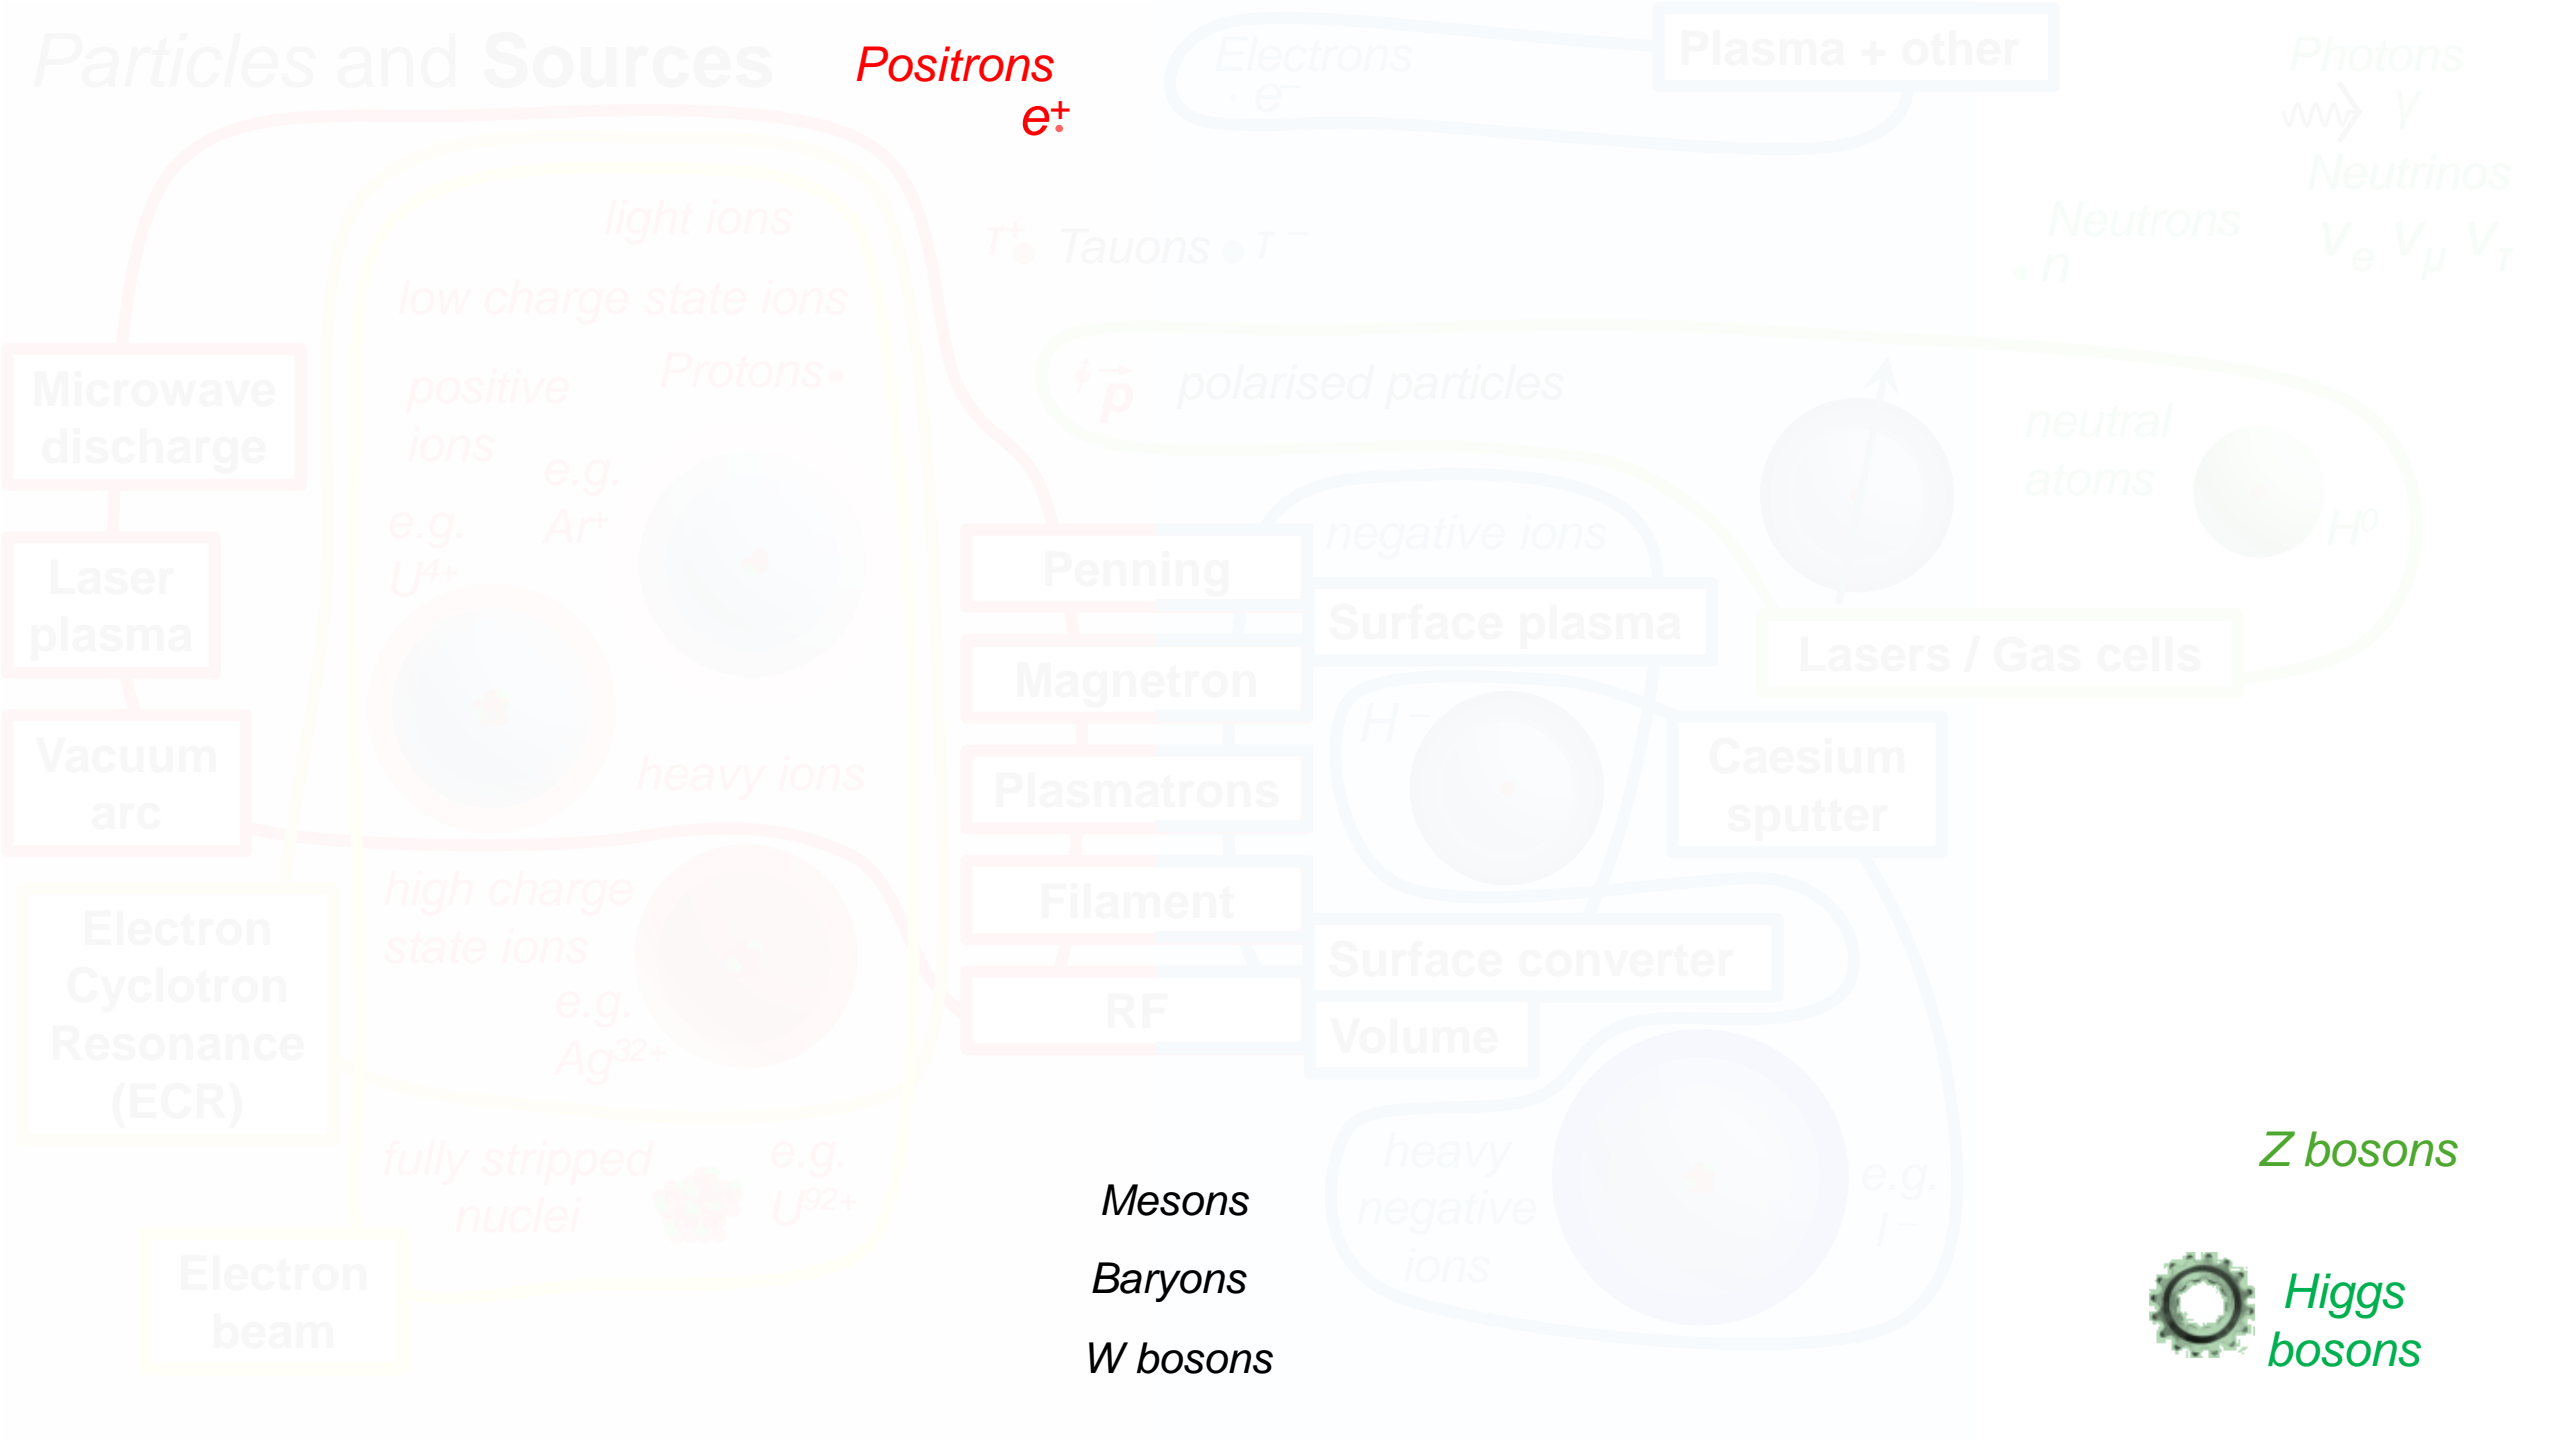 Particles and Sources
Positrons
e+
Electrons
e−
Plasma + other
Photons
γ
Neutrinos
νe νμ ντ
Neutrons
n
light ions
τ+ Tauons τ −
low charge state ions
Protons
positive
ions
e.g.
Ar+
e.g.
U4+
p polarised particles
neutral
atoms
H0
Microwave
discharge
Laser
plasma
Vacuum
arc
Penning
negative ions
Surface plasma
Lasers / Gas cells
Magnetron
H −
Caesium
sputter
Plasmatrons
heavy ions
Filament
Surface converter
RF
Volume
high charge
state ions
e.g.
Ag32+
Electron
Cyclotron
Resonance
(ECR)
fully stripped
nuclei
e.g.
U92+
Electron
beam
heavy
negative
ions
e.g.
I −
Mesons
Baryons
W bosons
Z bosons
Higgs
bosons